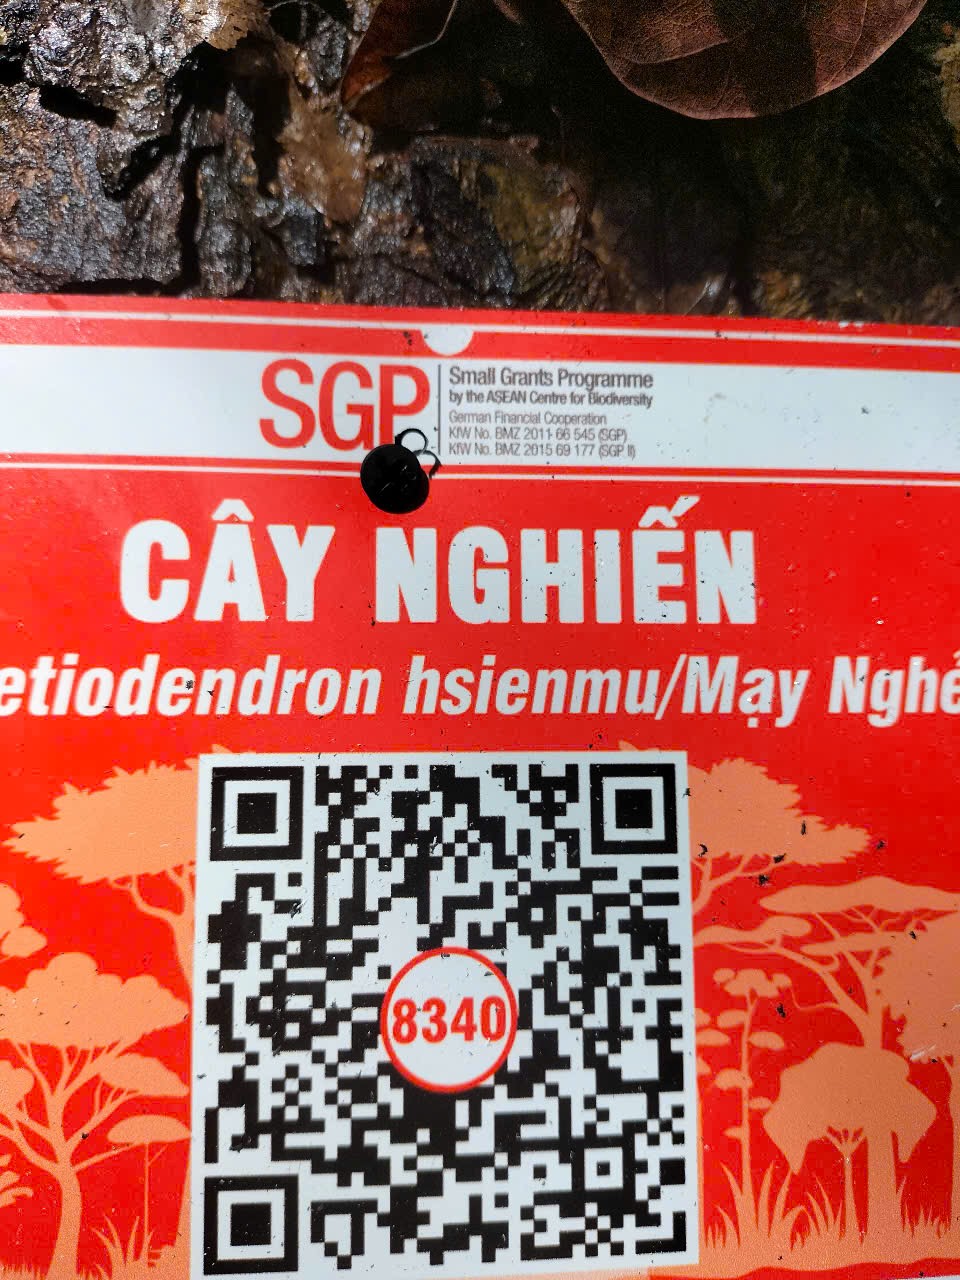 SGP
Small Grants Programme
by the ASEAN Centre for Biodiversity
German Financial Cooperation
KfW No. BMZ 2011 66 545 (SGP)
KfW No. BMZ 2015 69 177 (SGP II)
CÂY NGHIẾN
etiodendron hsienmu/Mạy Nghẻ
8340